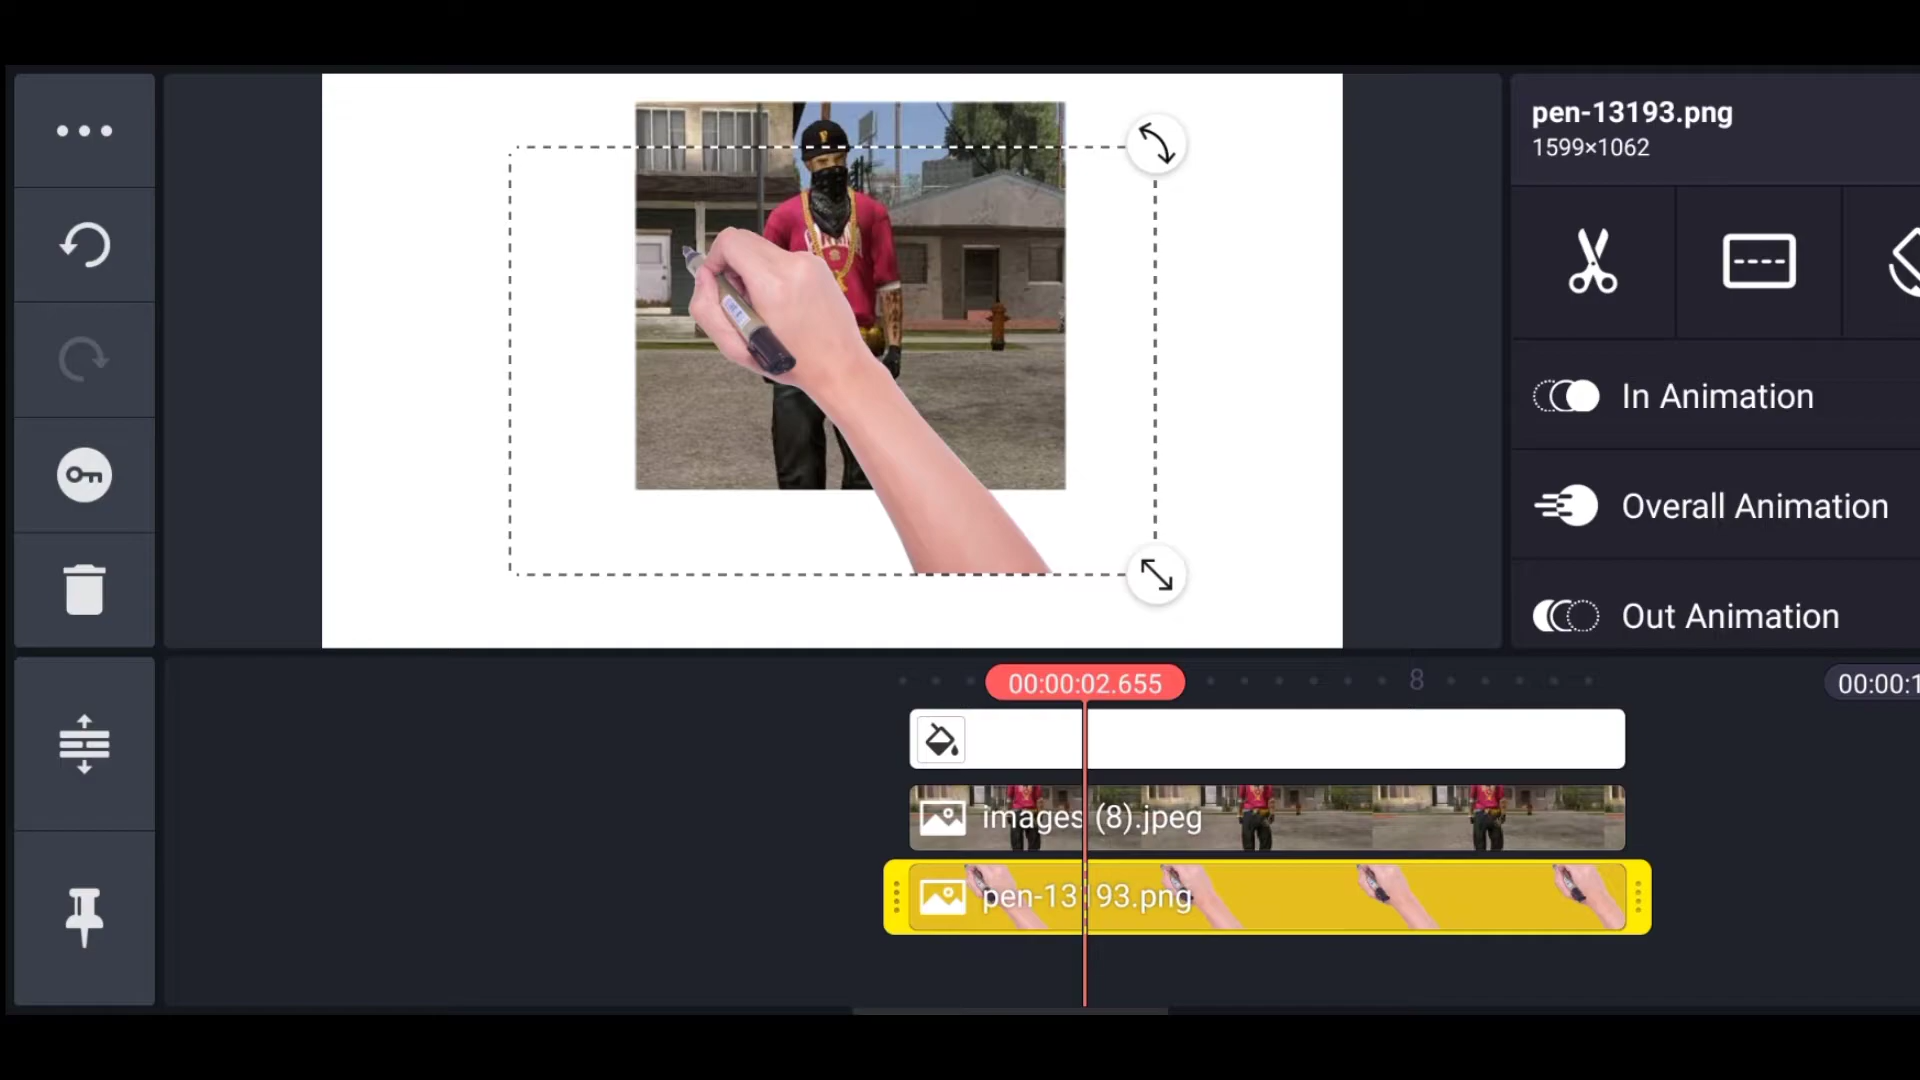 pen-13193.png
1599×1062
In Animation
Overall Animation
Out Animation
00:00:02.655
8
00:00:1
images (8).jpeg
pen-13193.png